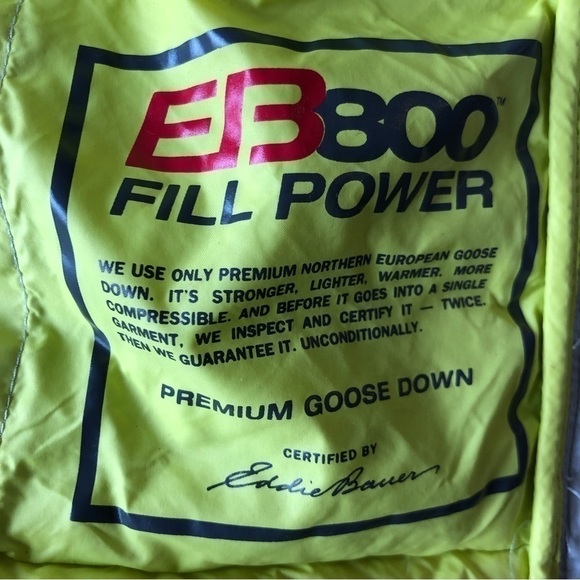 EB800™
FILL POWER
WE USE ONLY PREMIUM NORTHERN EUROPEAN GOOSE
DOWN. IT'S STRONGER, LIGHTER, WARMER. MORE
COMPRESSIBLE. AND BEFORE IT GOES INTO A SINGLE
GARMENT, WE INSPECT AND CERTIFY IT — TWICE.
THEN WE GUARANTEE IT. UNCONDITIONALLY.
PREMIUM GOOSE DOWN
CERTIFIED BY
Eddie Bauer